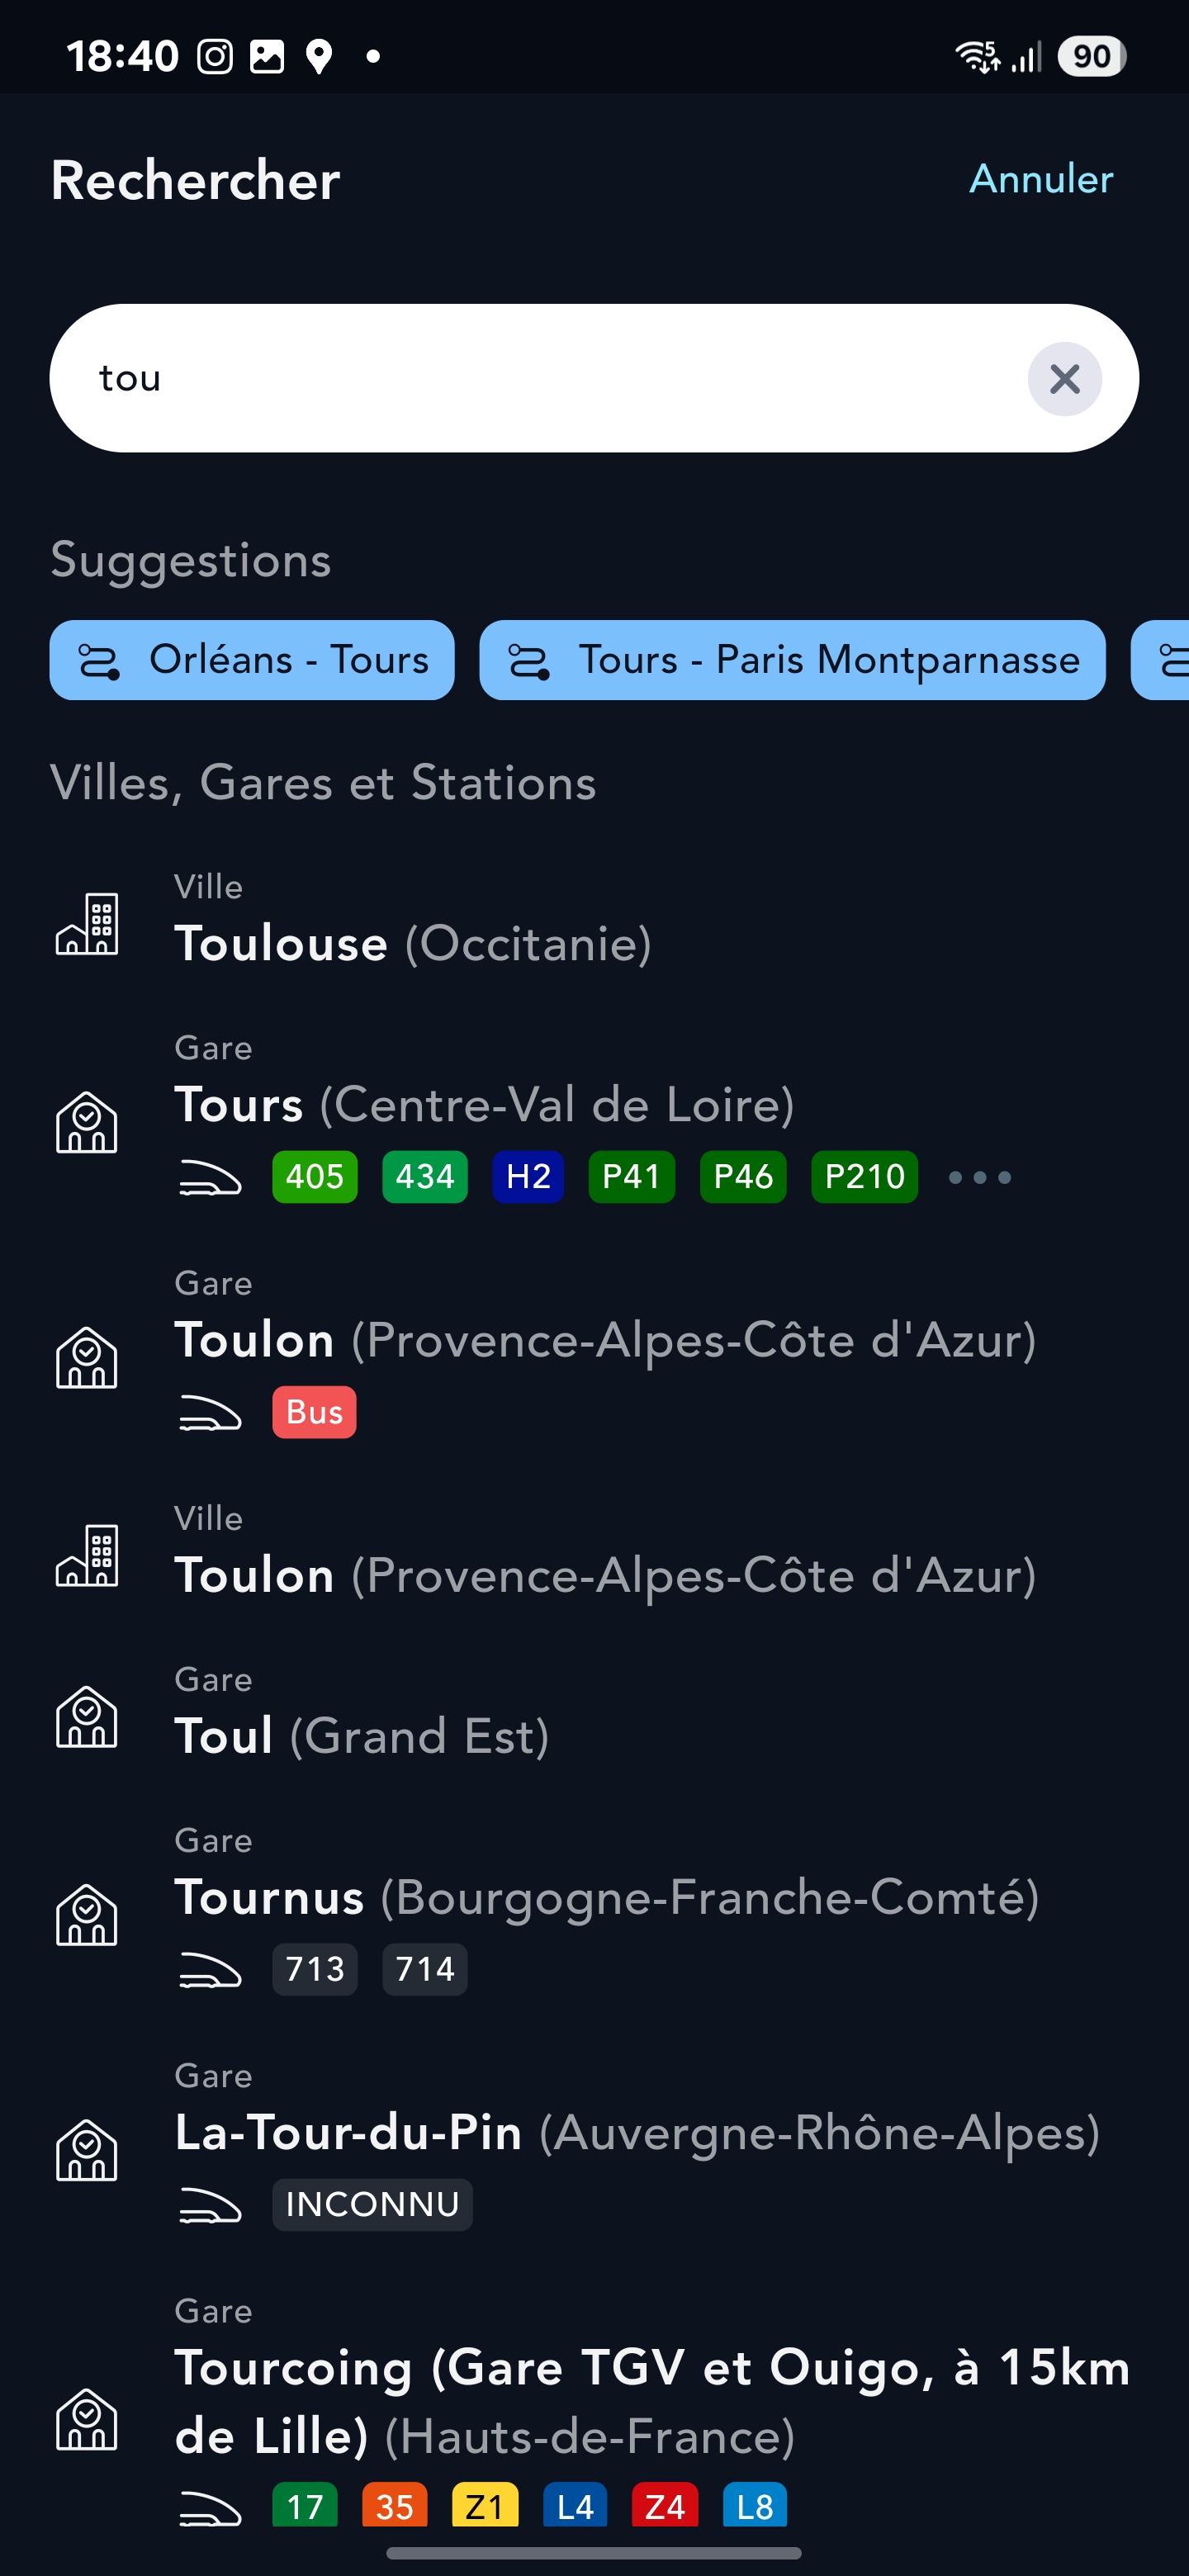 18:40
5
90
Rechercher
Annuler
tou
Suggestions
Orléans - Tours
Tours - Paris Montparnasse
Villes, Gares et Stations
Ville
Toulouse (Occitanie)
Gare
Tours (Centre-Val de Loire)
405 434 H2 P41 P46 P210
Gare
Toulon (Provence-Alpes-Côte d'Azur)
Bus
Ville
Toulon (Provence-Alpes-Côte d'Azur)
Gare
Toul (Grand Est)
Gare
Tournus (Bourgogne-Franche-Comté)
713 714
Gare
La-Tour-du-Pin (Auvergne-Rhône-Alpes)
INCONNU
Gare
Tourcoing (Gare TGV et Ouigo, à 15km
de Lille) (Hauts-de-France)
17 35 Z1 L4 Z4 L8